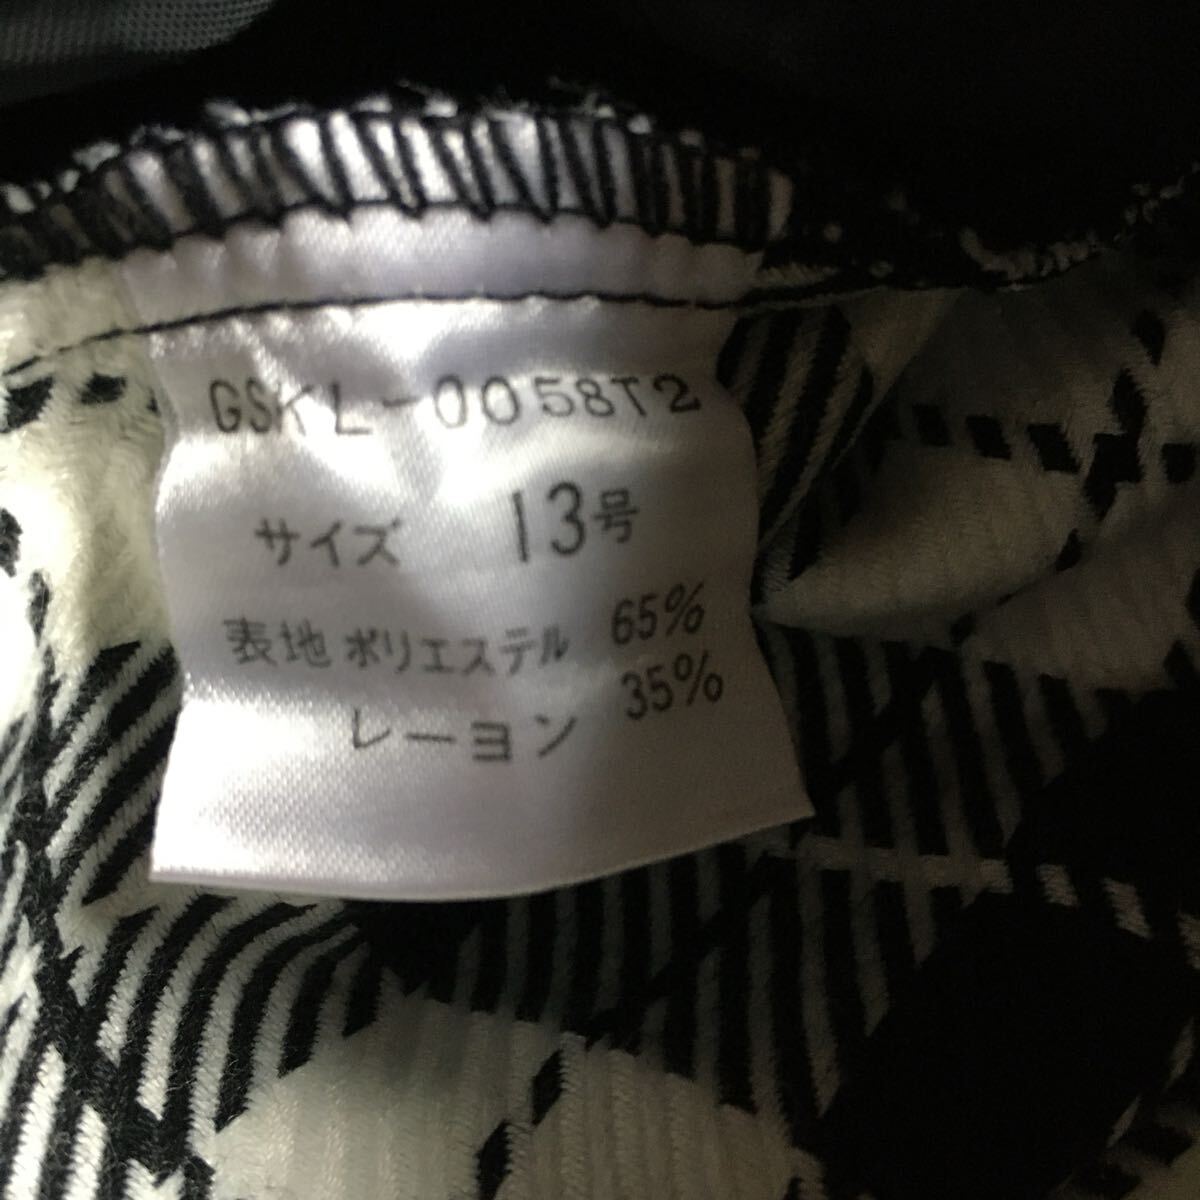 GSKL-0058T2
サイズ 13号
表地 ポリエステル 65%
レーヨン 35%